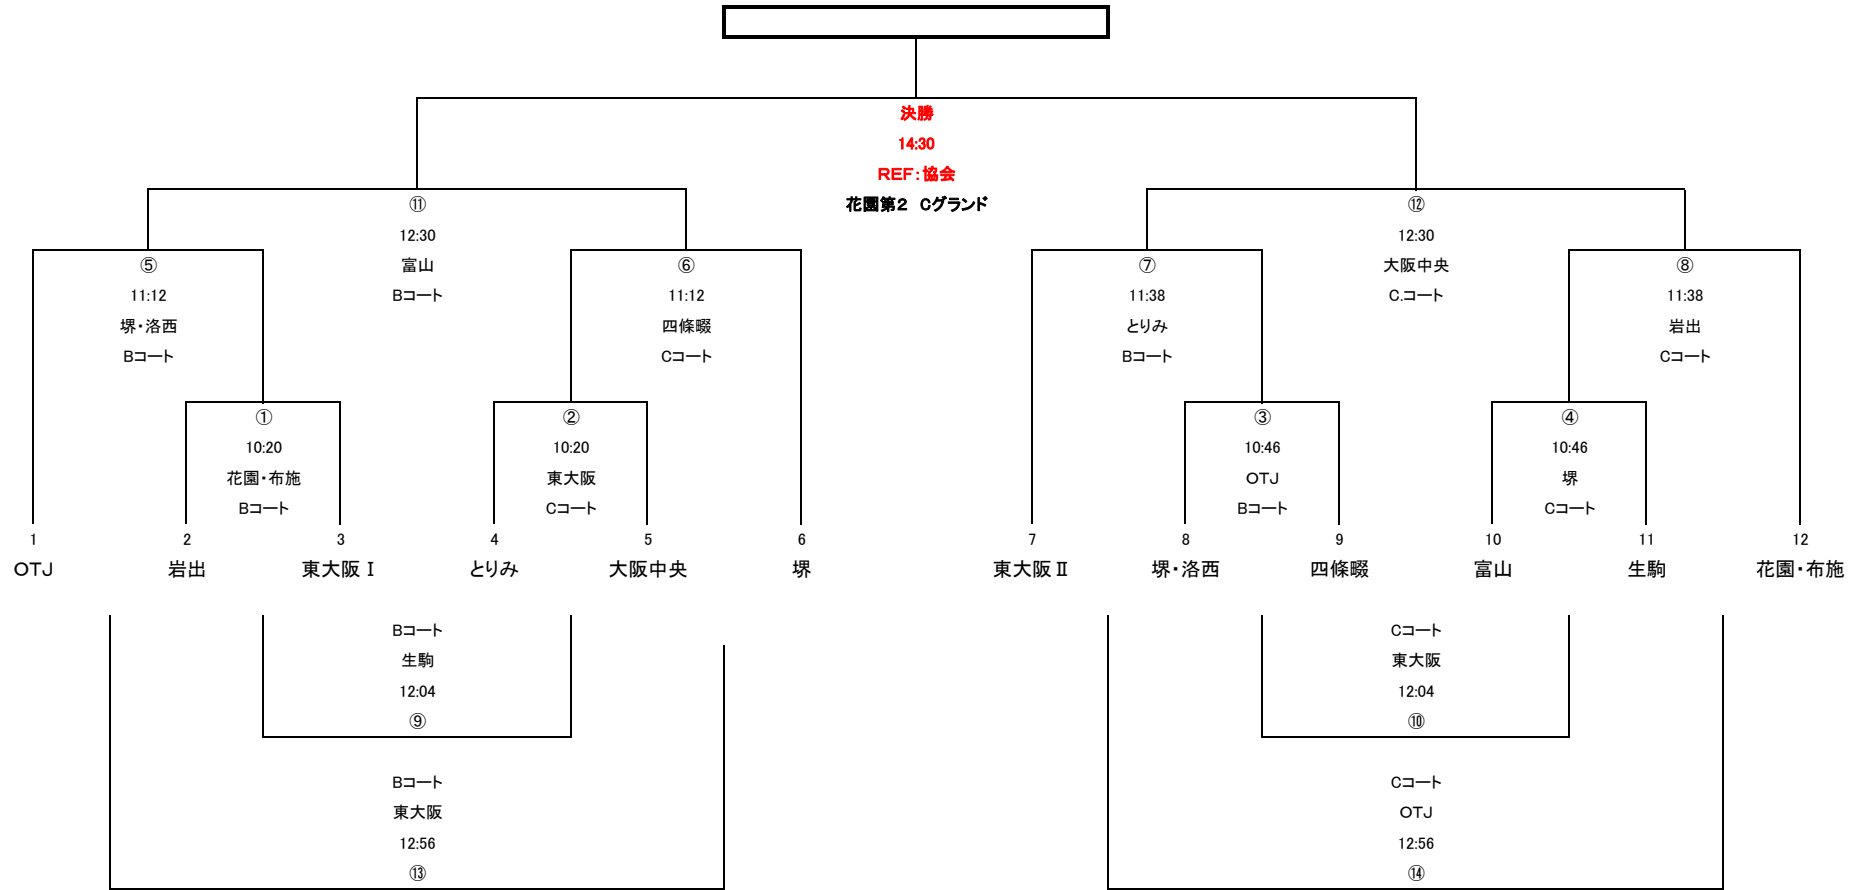 決勝
14:30
REF:協会
花園第2 Cグランド
⑪
12:30
富山
Bコート
⑫
12:30
大阪中央
C.コート
⑤
11:12
堺・洛西
Bコート
⑥
11:12
四條畷
Cコート
⑦
11:38
とりみ
Bコート
⑧
11:38
岩出
Cコート
①
10:20
花園・布施
Bコート
②
10:20
東大阪
Cコート
③
10:46
OTJ
Bコート
④
10:46
堺
Cコート
1 2 3 4 5 6 7 8 9 10 11 12
OTJ 岩出 東大阪Ⅰ とりみ 大阪中央 堺 東大阪Ⅱ 堺・洛西 四條畷 富山 生駒 花園・布施
Bコート
生駒
12:04
⑨
Cコート
東大阪
12:04
⑩
Bコート
東大阪
12:56
⑬
Cコート
OTJ
12:56
⑭